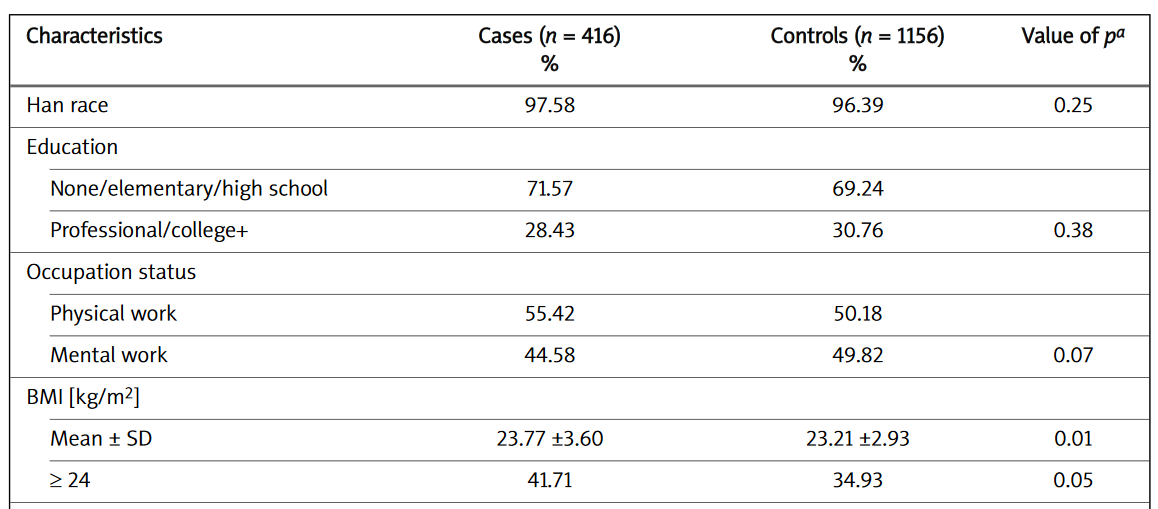 Characteristics Cases (n = 416) Controls (n = 1156) Value of pᵃ
% %
Han race 97.58 96.39 0.25
Education
None/elementary/high school 71.57 69.24
Professional/college+ 28.43 30.76 0.38
Occupation status
Physical work 55.42 50.18
Mental work 44.58 49.82 0.07
BMI [kg/m²]
Mean ± SD 23.77 ±3.60 23.21 ±2.93 0.01
≥ 24 41.71 34.93 0.05